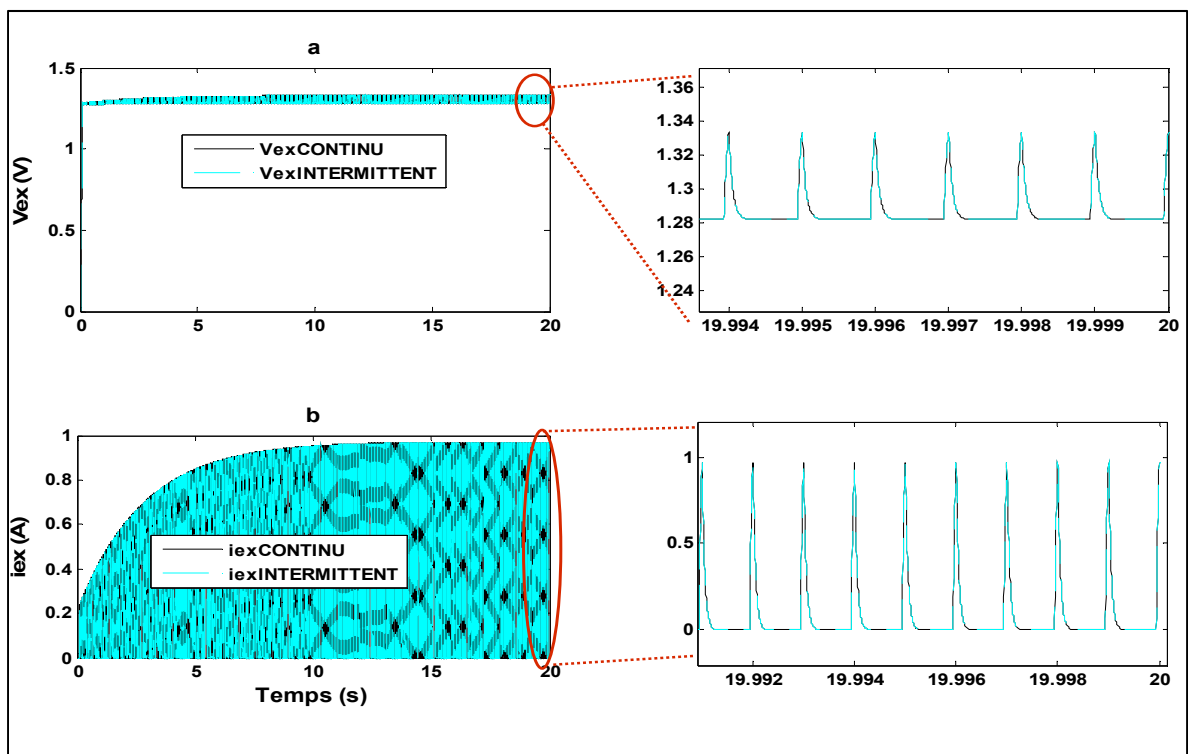 a
1.5
1
0.5
0
Vex (V)
VexCONTINU
VexINTERMITTENT
0 5 10 15 20
1.36
1.34
1.32
1.3
1.28
1.26
1.24
19.994 19.995 19.996 19.997 19.998 19.999 20
b
1
0.8
0.6
0.4
0.2
0
iex (A)
iexCONTINU
iexINTERMITTENT
0 5 10 15 20
Temps (s)
1
0.5
0
19.992 19.994 19.996 19.998 20